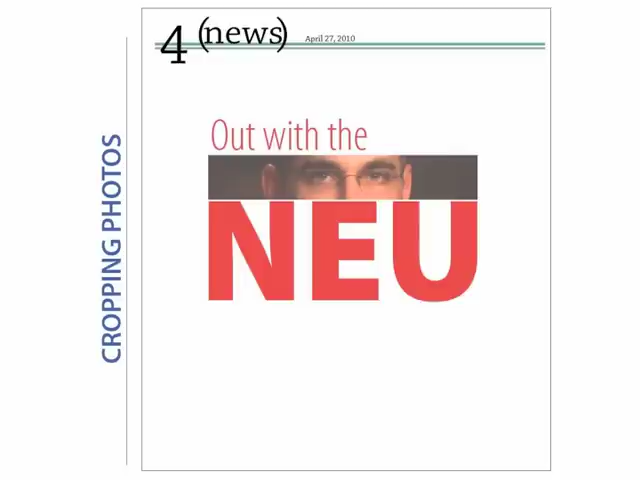 4 (news) April 27, 2010
CROPPING PHOTOS
Out with the
NEU